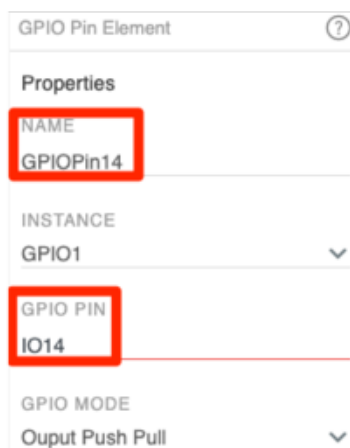 GPIO Pin Element ?
Properties
NAME
GPIOPin14
INSTANCE
GPIO1
GPIO PIN
IO14
GPIO MODE
Ouput Push Pull